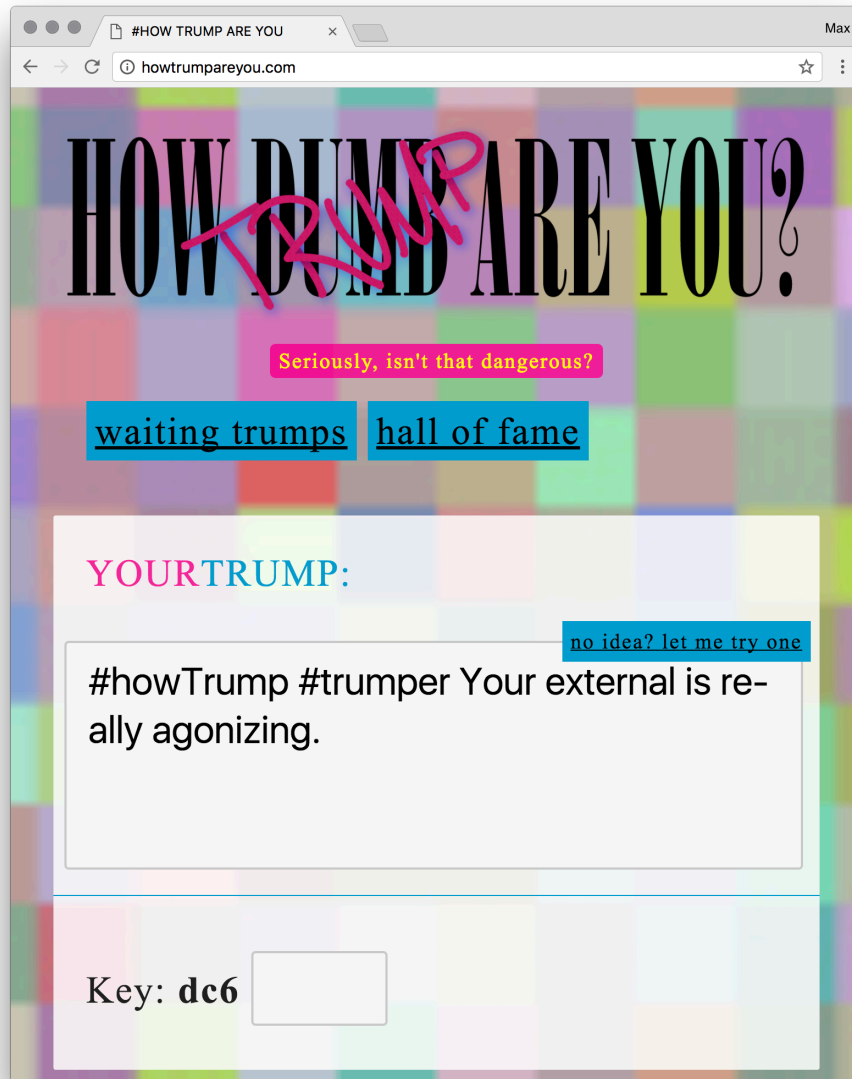 #HOW TRUMP ARE YOU
Max
howtrumpareyou.com
HOW DUMB ARE YOU?
TRUMP
Seriously, isn't that dangerous?
waiting trumps hall of fame
YOURTRUMP:
no idea? let me try one
#howTrump #trumper Your external is re-
ally agonizing.
Key: dc6